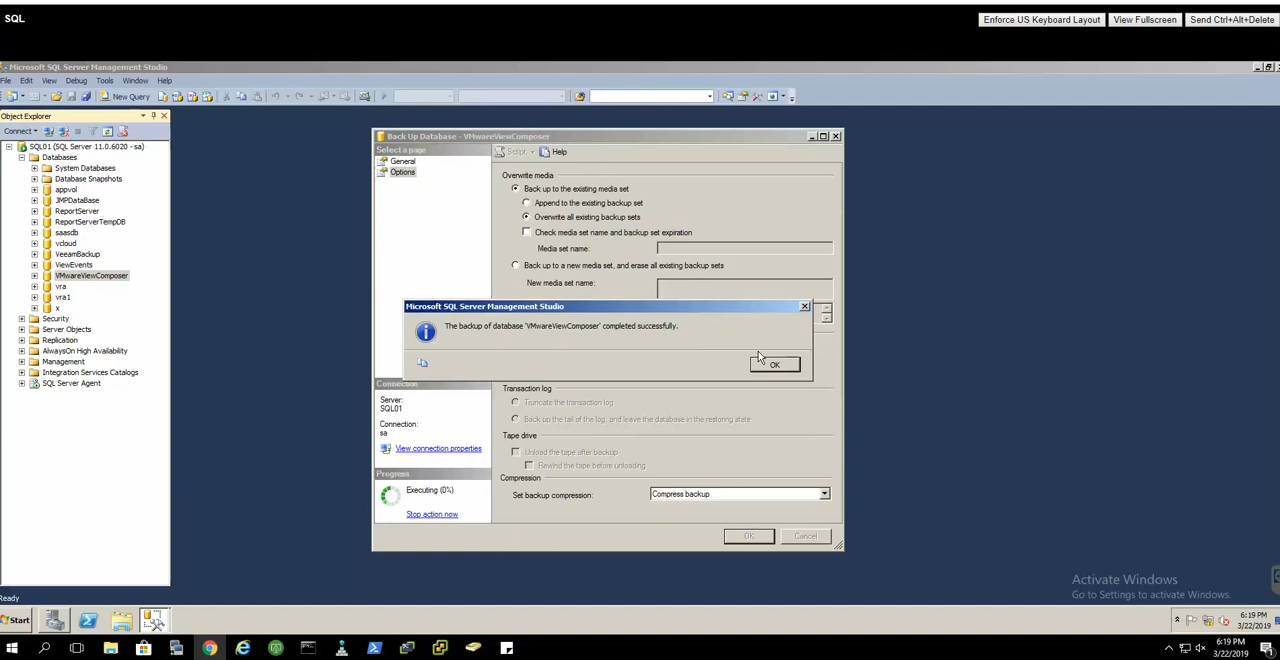 SQL
Enforce US Keyboard Layout
View Fullscreen
Send Ctrl+Alt+Delete
Microsoft SQL Server Management Studio
File Edit View Debug Tools Window Help
New Query
Object Explorer
Connect
SQL01 (SQL Server 11.0.6020 - sa)
Databases
System Databases
Database Snapshots
appvol
JMPDataBase
ReportServer
ReportServerTempDB
saasdb
vcloud
VeeamBackup
ViewEvents
VMwareViewComposer
vra
vra1
x
Security
Server Objects
Replication
AlwaysOn High Availability
Management
Integration Services Catalogs
SQL Server Agent
Back Up Database - VMwareViewComposer
Select a page
General
Options
Script
Help
Overwrite media
Back up to the existing media set
Append to the existing backup set
Overwrite all existing backup sets
Check media set name and backup set expiration
Media set name:
Back up to a new media set, and erase all existing backup sets
New media set name:
Microsoft SQL Server Management Studio
The backup of database 'VMwareViewComposer' completed successfully.
OK
Connection
Server:
SQL01
Connection:
sa
View connection properties
Progress
Executing (0%)
Stop action now
Transaction log
Truncate the transaction log
Back up the tail of the log, and leave the database in the restoring state
Tape drive
Unload the tape after backup
Rewind the tape before unloading
Compression
Set backup compression:
Compress backup
OK
Cancel
Activate Windows
Go to Settings to activate Windows.
Ready
Start
6:19 PM
3/22/2019
6:19 PM
3/22/2019